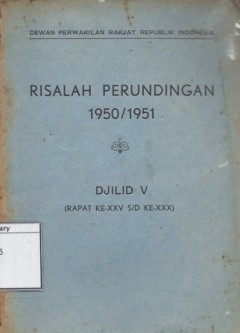 DEWAN PERWAKILAN RAKJAT REPUBLIK INDONESIA
RISALAH PERUNDINGAN
1950/1951
DJILID V
(RAPAT KE-XXV S/D KE-XXX)